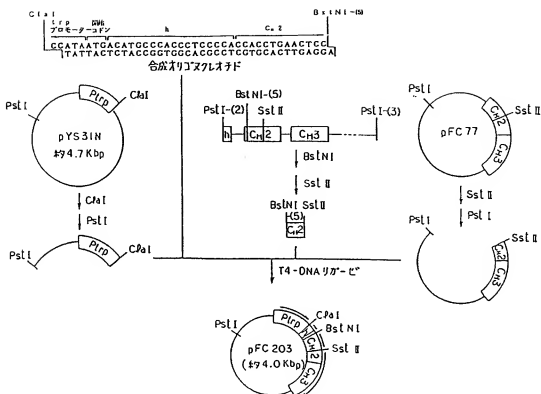 ClaI
BstNI-(5)
trp 開始 h CH2
プロモーターコドン
CGATAATGACATGCCCACCCTCCCCACCACCTGAACTCC
TATTACTCTACCGGTGGCACGCCTCGTGCACTTGAGGA
合成オリゴヌクレオチド
PstI
Ptrp
ClaI
pYS31N
約4.7Kbp
BstNI-(5)
PstI-(2)
SstII
PstI-(3)
h
CH2
CH3
PstI
CH2
SstII
pFC77
CH3
ClaI
PstI
BstNI
SstII
BstNI SstII
-(5)
CH2
SstII
PstI
PstI
Ptrp
ClaI
PstI
SstII
CH2
CH3
T4-DNAリガーゼ
PstI
Ptrp
ClaI
h
BstNI
CH2
SstII
pFC203
(約4.0Kbp)
CH3